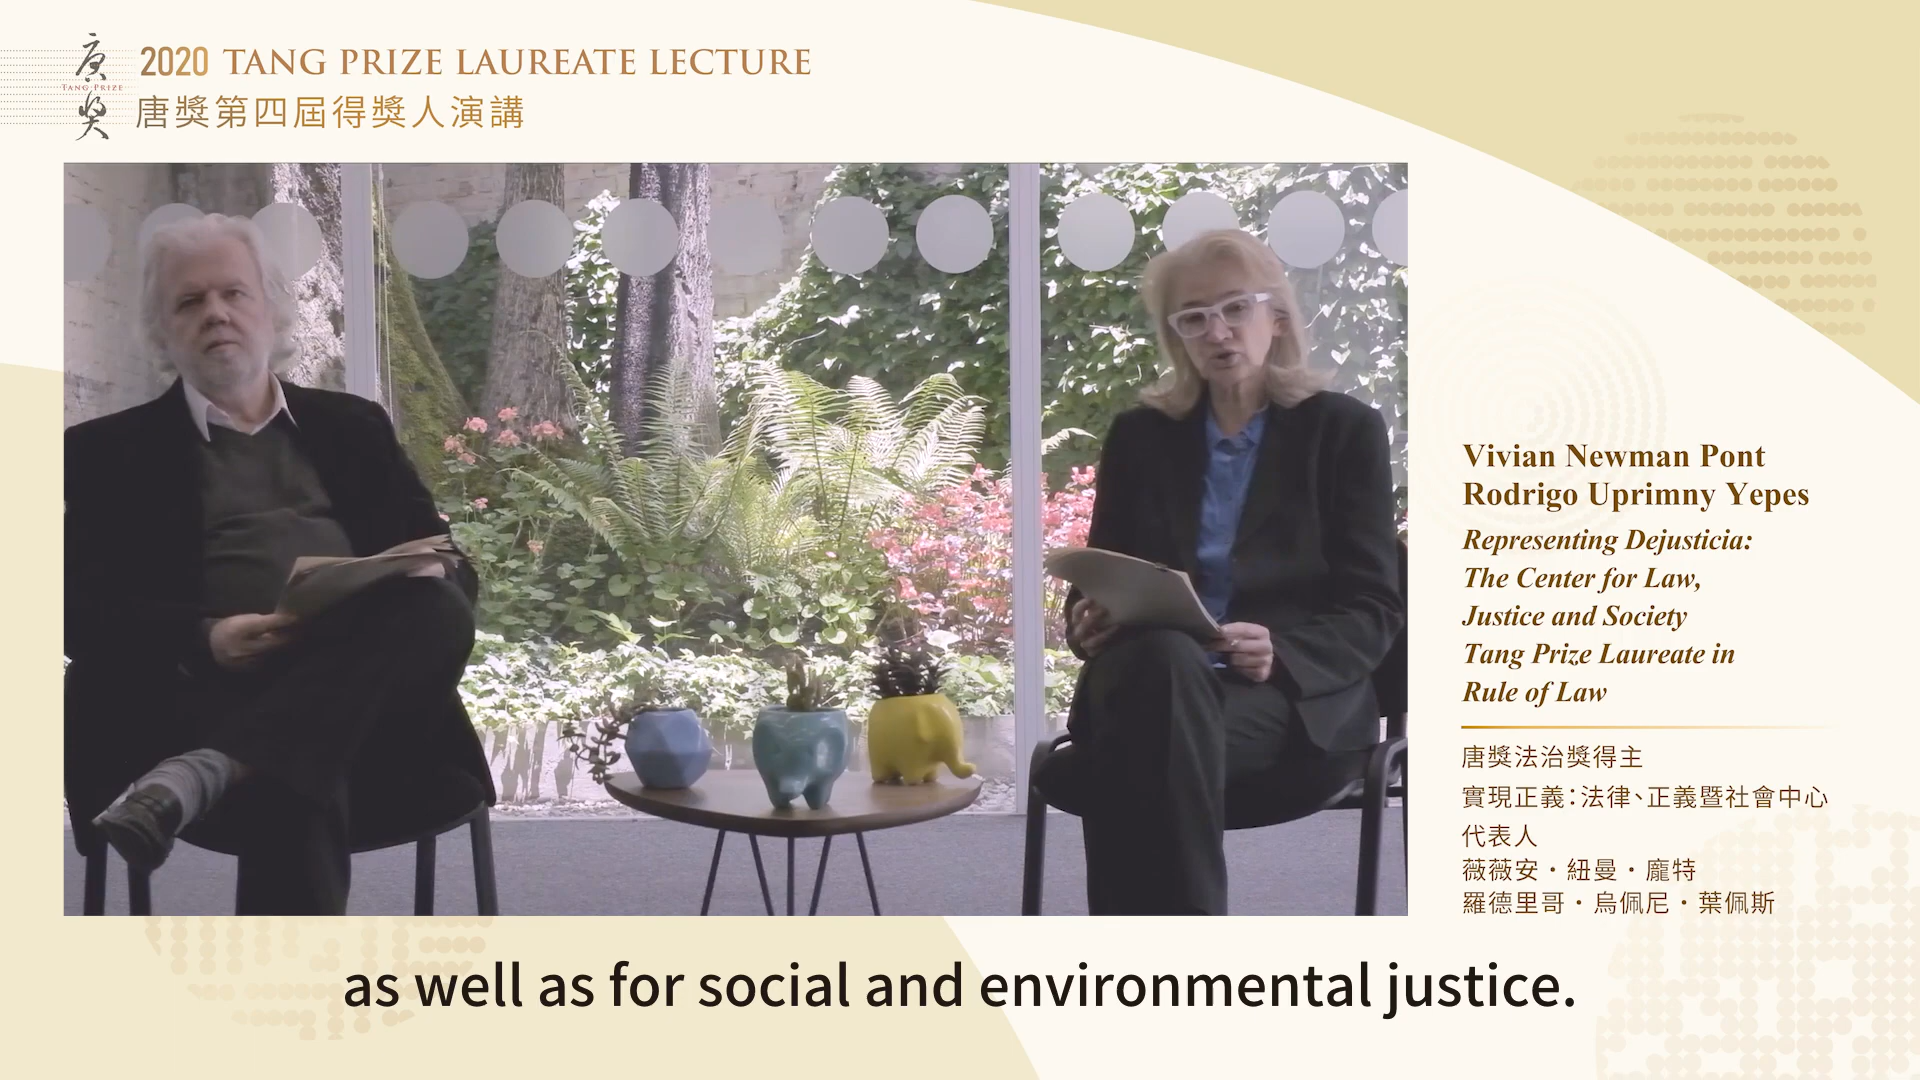 唐獎
TANG PRIZE
2020 TANG PRIZE LAUREATE LECTURE
唐獎第四屆得獎人演講
Vivian Newman Pont
Rodrigo Uprimny Yepes
Representing Dejusticia:
The Center for Law,
Justice and Society
Tang Prize Laureate in
Rule of Law
唐獎法治獎得主
實現正義:法律、正義暨社會中心
代表人
薇薇安・紐曼・龐特
羅德里哥・烏佩尼・葉佩斯
as well as for social and environmental justice.